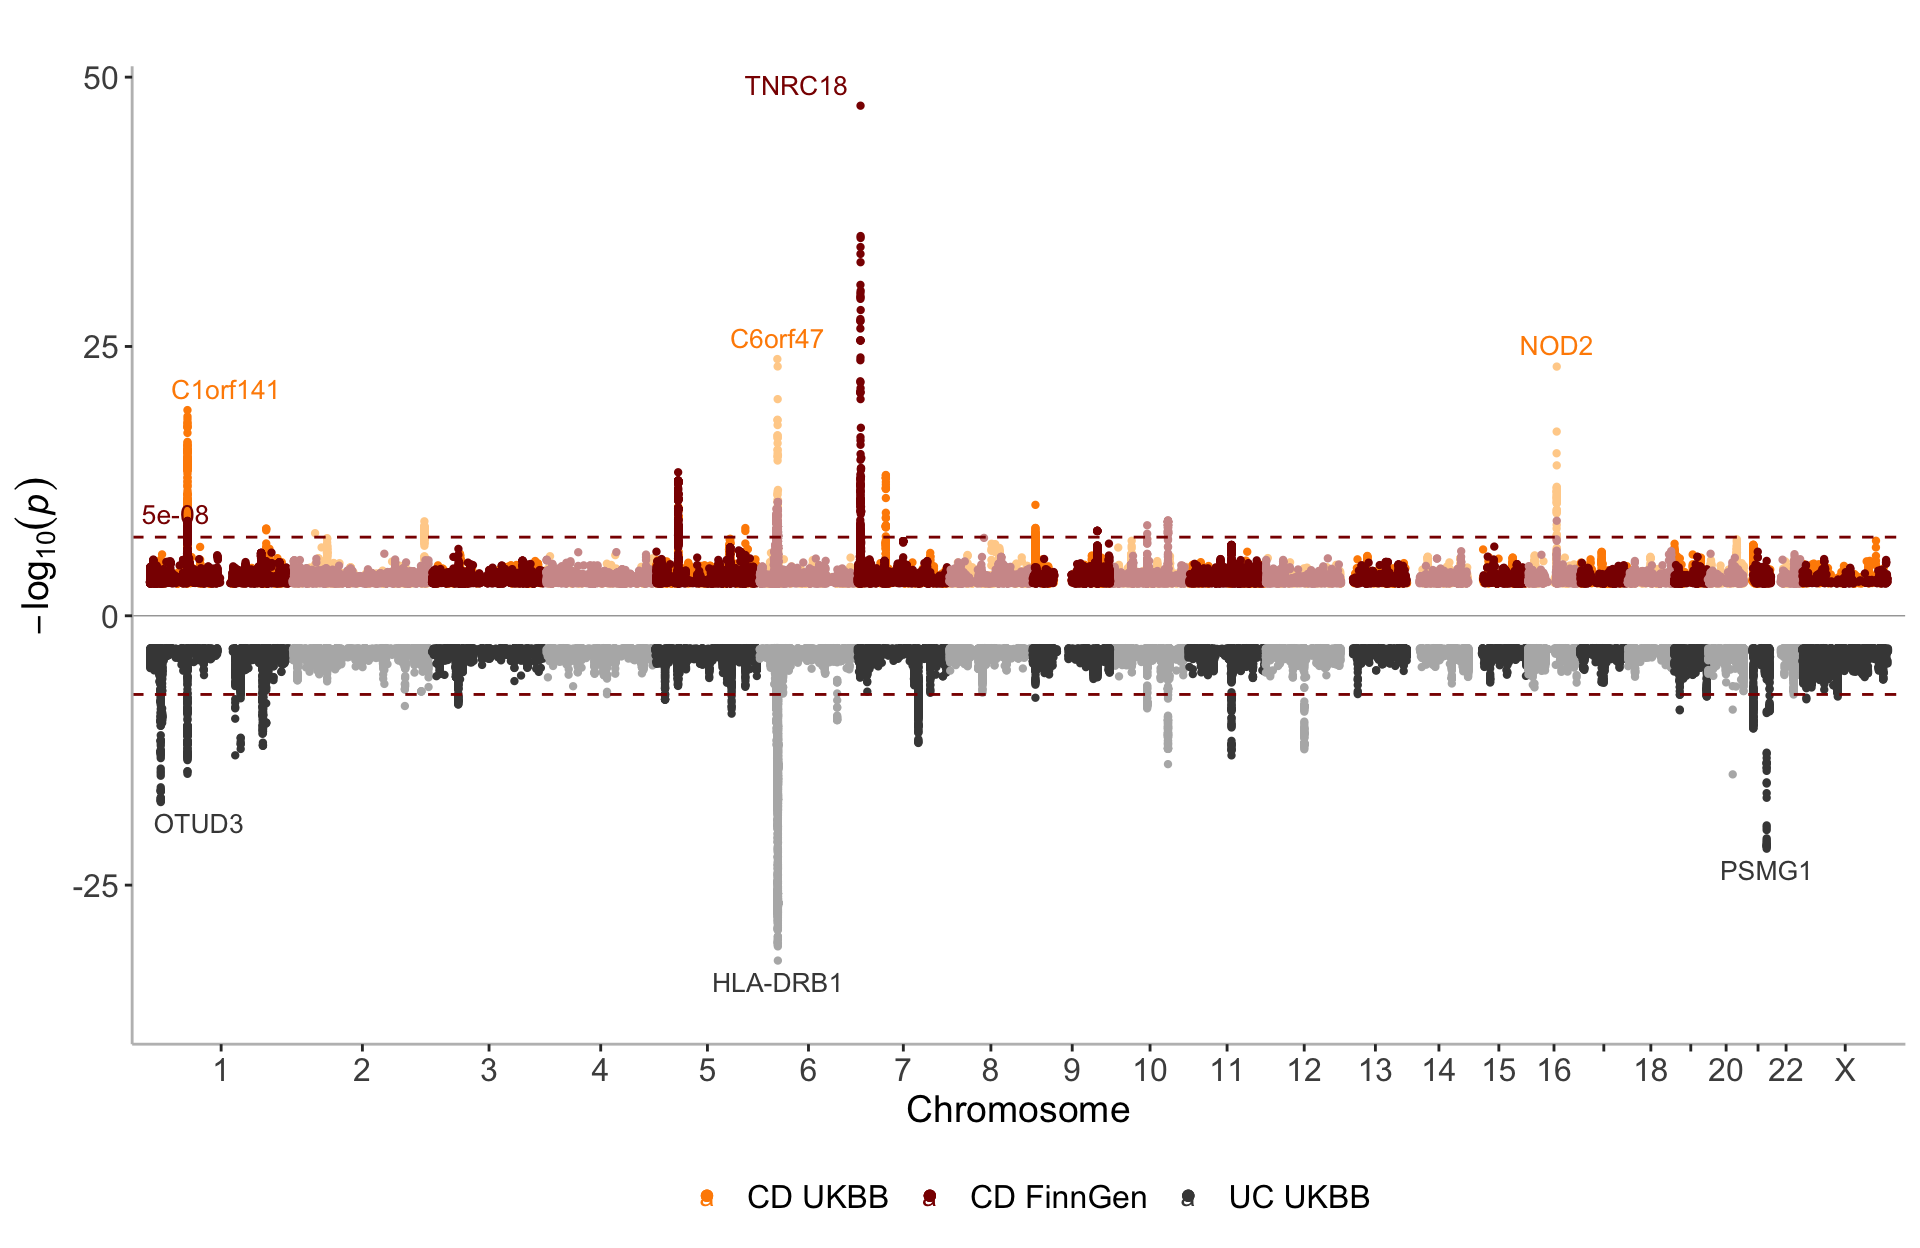 50
TNRC18
25
C6orf47
NOD2
C1orf141
5e-08
−log10(p)
0
OTUD3
-25
PSMG1
HLA-DRB1
1 2 3 4 5 6 7 8 9 10 11 12 13 14 15 16 18 20 22 X
Chromosome
a CD UKBB a CD FinnGen a UC UKBB